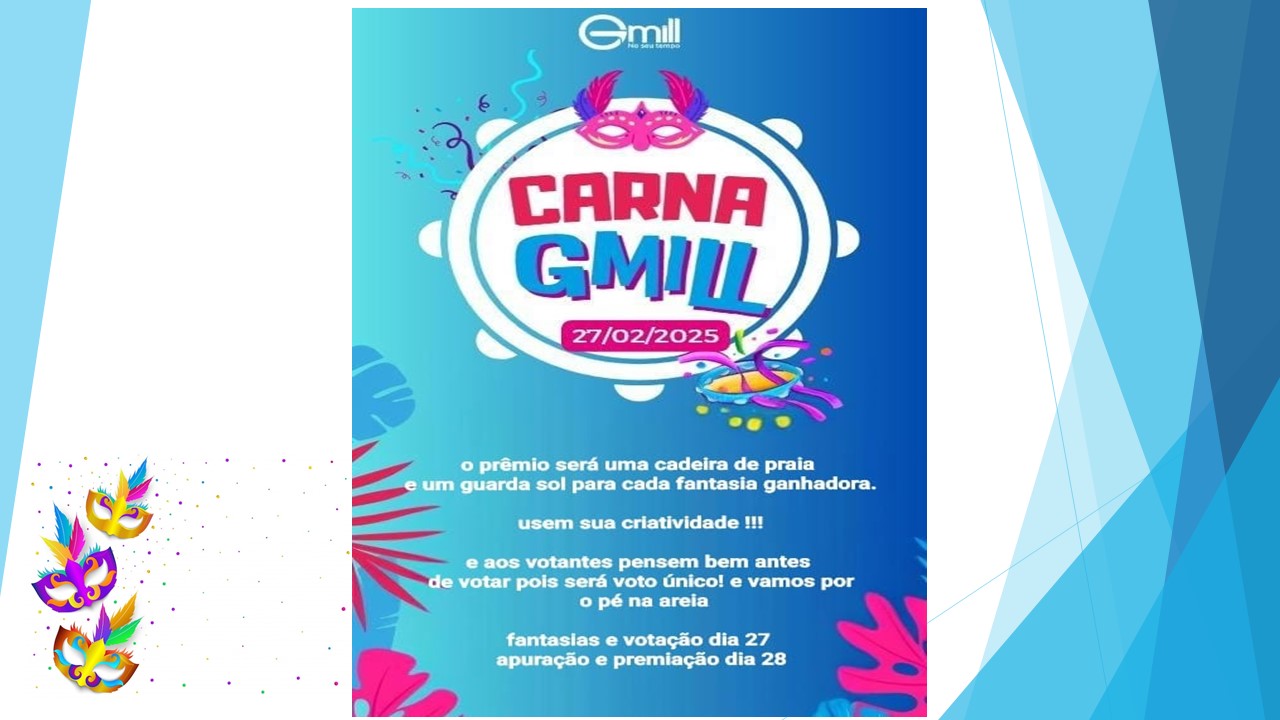 Gmill
No seu tempo
CARNA
GMILL
27/02/2025
o prêmio será uma cadeira de praia
e um guarda sol para cada fantasia ganhadora.
usem sua criatividade !!!
e aos votantes pensem bem antes
de votar pois será voto único! e vamos por
o pé na areia
fantasias e votação dia 27
apuração e premiação dia 28